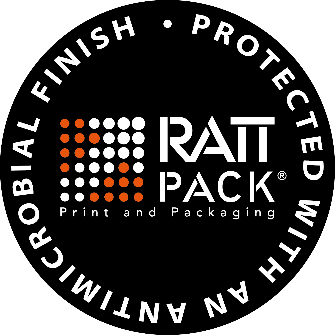 • PROTECTED WITH AN ANTIMICROBIAL FINISH
RATT
PACK®
Print and Packaging